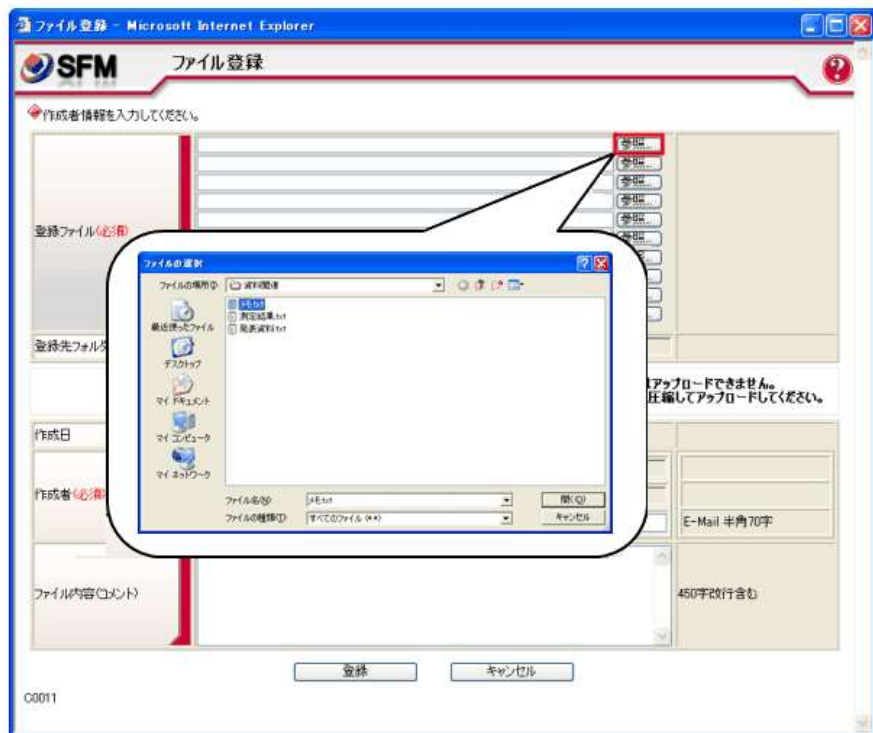 ファイル登録 - Microsoft Internet Explorer
SFM
ファイル登録
作成者情報を入力してください。
登録ファイル(必須)
参照...
参照...
参照...
参照...
参照...
参照...
ファイルの選択
ファイルの場所(I):
資料関連
最近使ったファイル
デスクトップ
マイ ドキュメント
マイ コンピュータ
マイ ネットワーク
メモ.txt
測定結果.txt
発表資料.txt
ファイル名(N):
メモ.txt
開く(O)
ファイルの種類(T):
すべてのファイル (*.*)
キャンセル
登録先フォルダ
アップロードできません。
圧縮してアップロードしてください。
作成日
作成者(必須)
E-Mail 半角70字
ファイル内容(コメント)
450字改行含む
登録
キャンセル
C0011